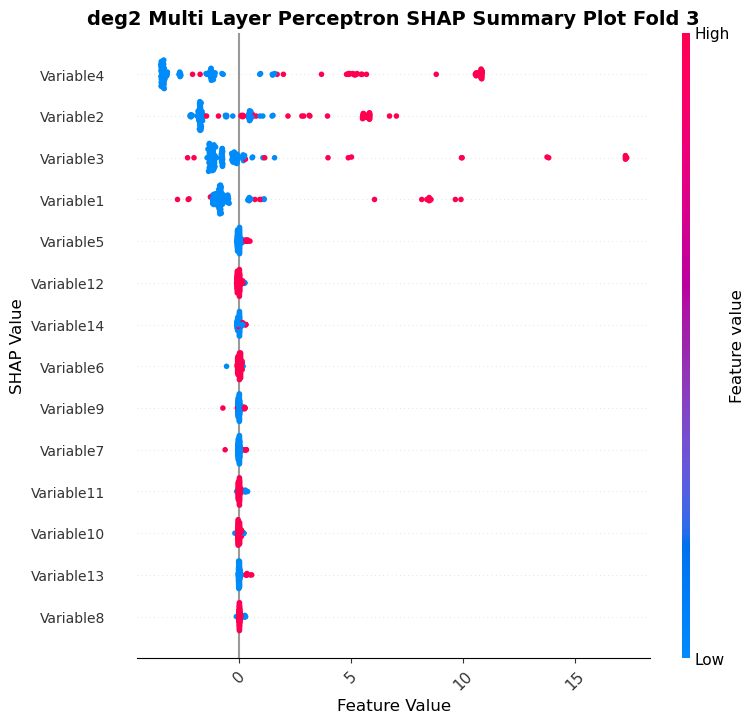 deg2 Multi Layer Perceptron SHAP Summary Plot Fold 3
High
Variable4
Variable2
Variable3
Variable1
Variable5
Variable12
Variable14
Variable6
Variable9
Variable7
Variable11
Variable10
Variable13
Variable8
SHAP Value
Feature value
Low
0
5
10
15
Feature Value